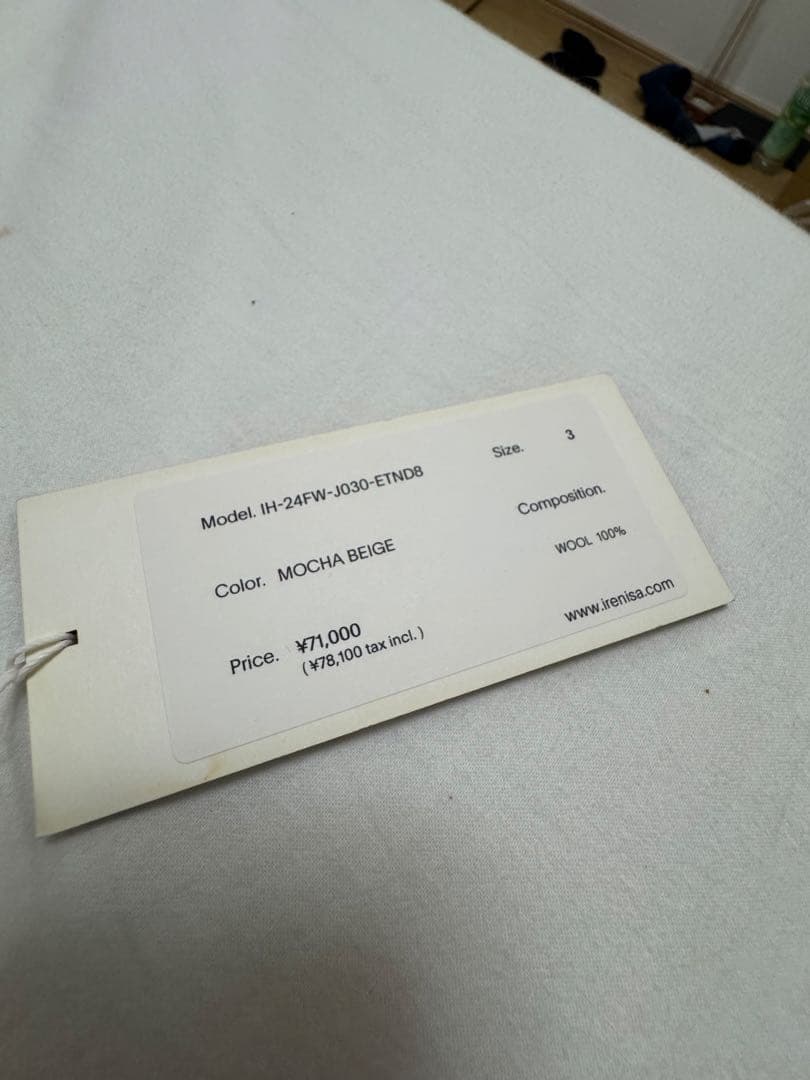 Model. IH-24FW-J030-ETND8
Size. 3
Color. MOCHA BEIGE
Composition.
WOOL 100%
Price. ¥71,000
(¥78,100 tax incl.)
www.irenisa.com